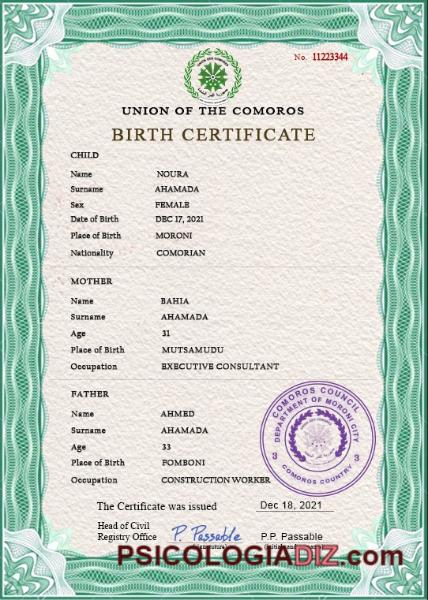 No. 11223344
UNION OF THE COMOROS
BIRTH CERTIFICATE
CHILD
Name NOURA
Surname AHAMADA
Sex FEMALE
Date of Birth DEC 17, 2021
Place of Birth MORONI
Nationality COMORIAN
MOTHER
Name BAHIA
Surname AHAMADA
Age 31
Place of Birth MUTSAMUDU
Occupation EXECUTIVE CONSULTANT
FATHER
Name AHMED
Surname AHAMADA
Age 33
Place of Birth FOMBONI
Occupation CONSTRUCTION WORKER
COMOROS COUNCIL
DEPARTMENT OF MORONI CITY
3 3
COMOROS COUNTRY
The Certificate was issued Dec 18, 2021
Head of Civil
Registry Office P. Passable P.P. Passable
PSICOLOGIADIZ.com